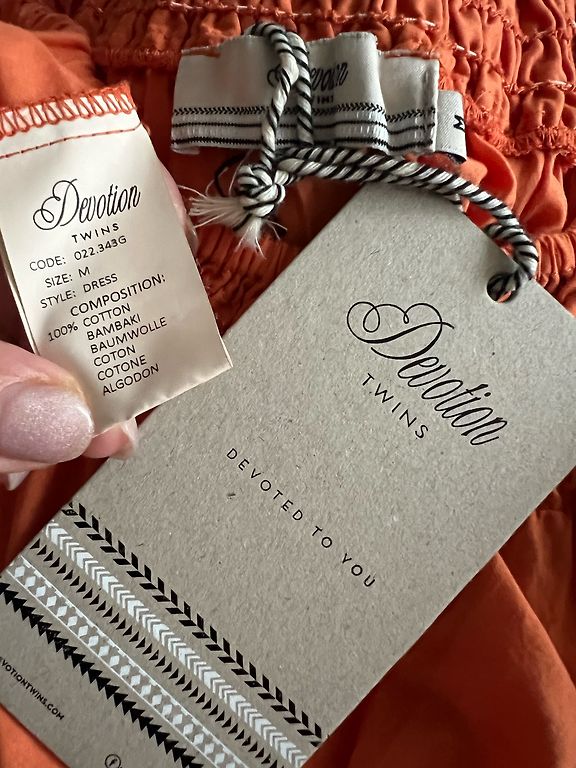 Devotion
TWINS
CODE: 022.343G
SIZE: M
STYLE: DRESS
COMPOSITION:
100% COTTON
BAMBAKI
BAUMWOLLE
COTON
COTONE
ALGODON
M
Devotion
TWINS
DEVOTED TO YOU